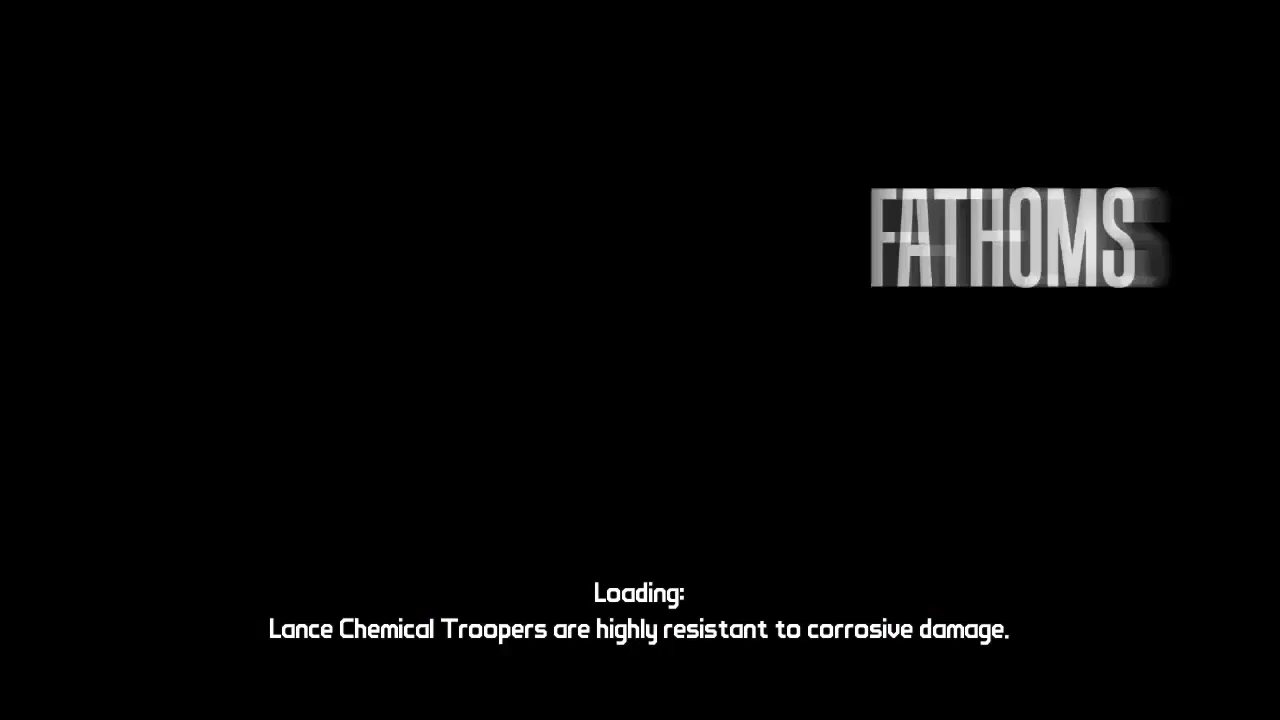 FATHOMS
Loading:
Lance Chemical Troopers are highly resistant to corrosive damage.